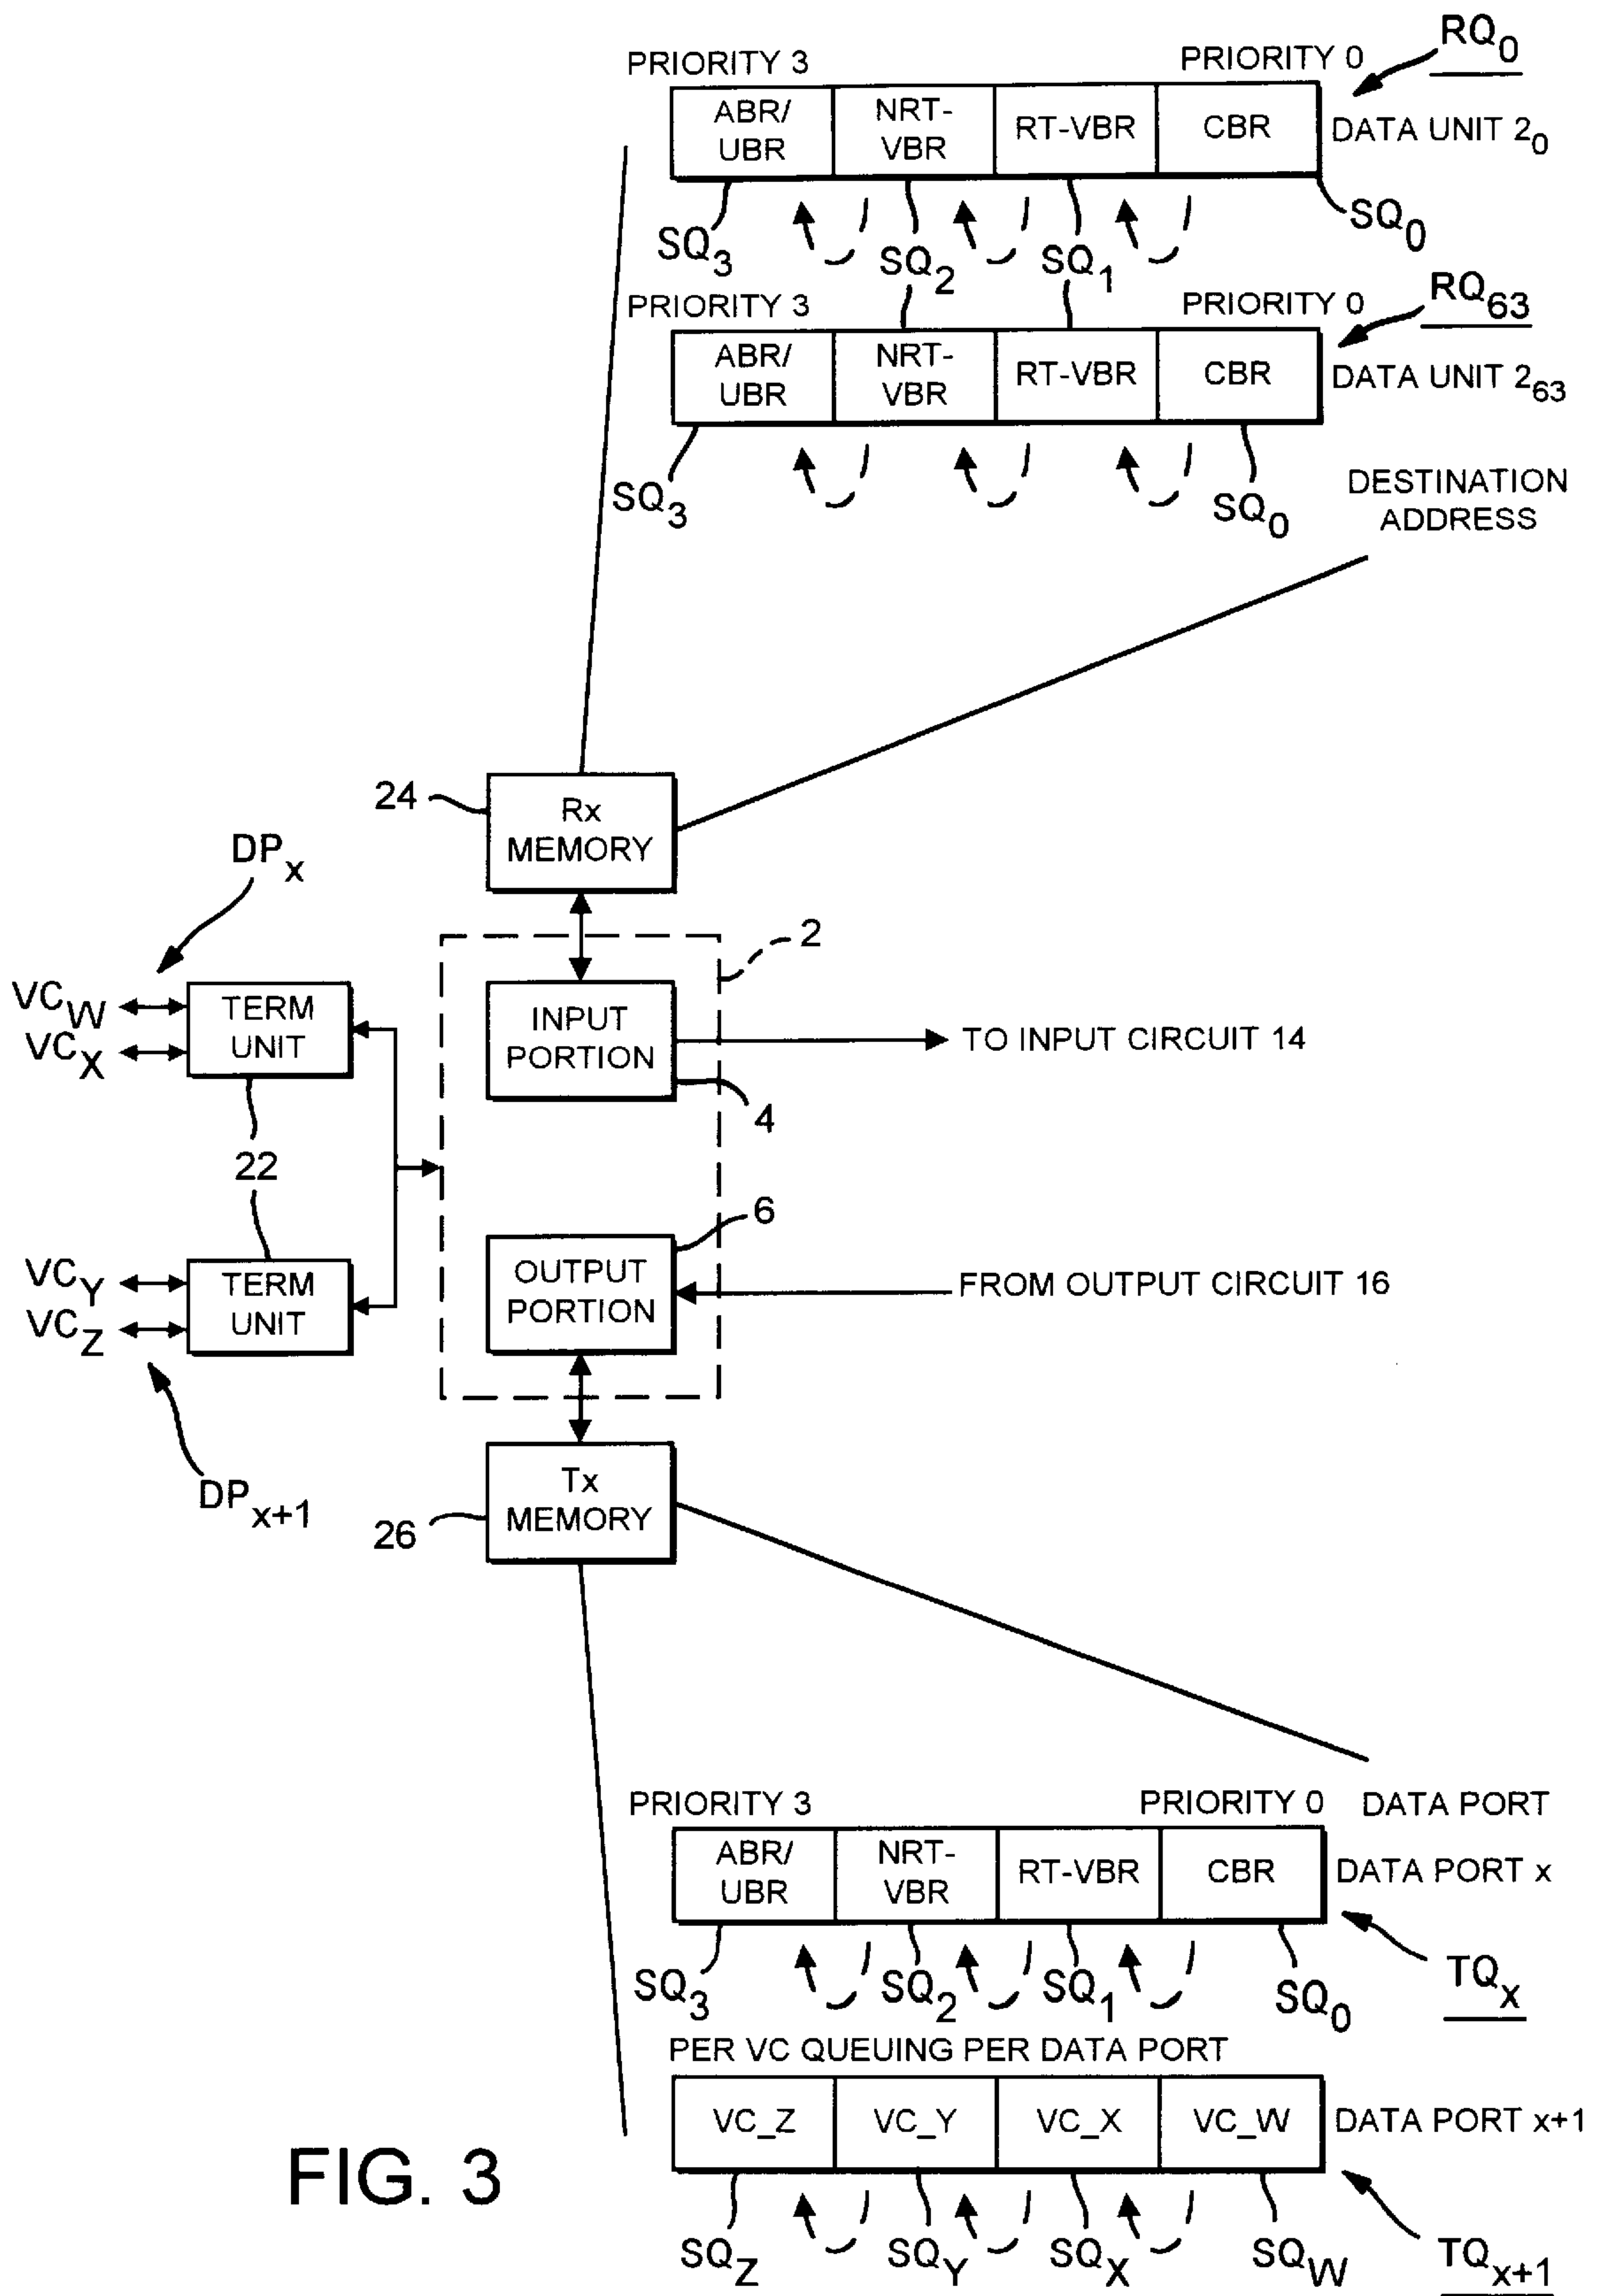 RQ0
PRIORITY 3 PRIORITY 0
ABR/ UBR NRT- VBR RT-VBR CBR DATA UNIT 2 0
SQ3 SQ2 SQ1 SQ0
PRIORITY 3 PRIORITY 0 RQ63
ABR/ UBR NRT- VBR RT-VBR CBR DATA UNIT 2 63
SQ3 SQ0
DESTINATION
ADDRESS
24
Rx
MEMORY
DPx
2
VCW
VCX
TERM
UNIT
INPUT
PORTION
TO INPUT CIRCUIT 14
4
22
6
VCY
VCZ
TERM
UNIT
OUTPUT
PORTION
FROM OUTPUT CIRCUIT 16
DPx+1
26
Tx
MEMORY
PRIORITY 3 PRIORITY 0 DATA PORT
ABR/ UBR NRT- VBR RT-VBR CBR DATA PORT x
SQ3 SQ2 SQ1 SQ0 TQx
PER VC QUEUING PER DATA PORT
VC_Z VC_Y VC_X VC_W DATA PORT x+1
SQZ SQY SQX SQW TQx+1
FIG. 3